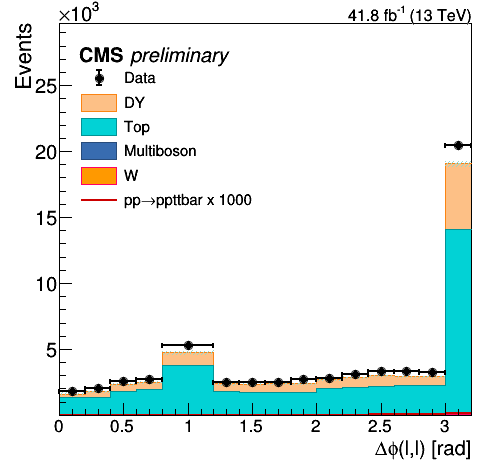 ×10³
41.8 fb⁻¹ (13 TeV)
Events
CMS preliminary
Data
DY
Top
Multiboson
W
pp→ppttbar x 1000
25
20
15
10
5
0 0.5 1 1.5 2 2.5 3
Δϕ(l,l) [rad]